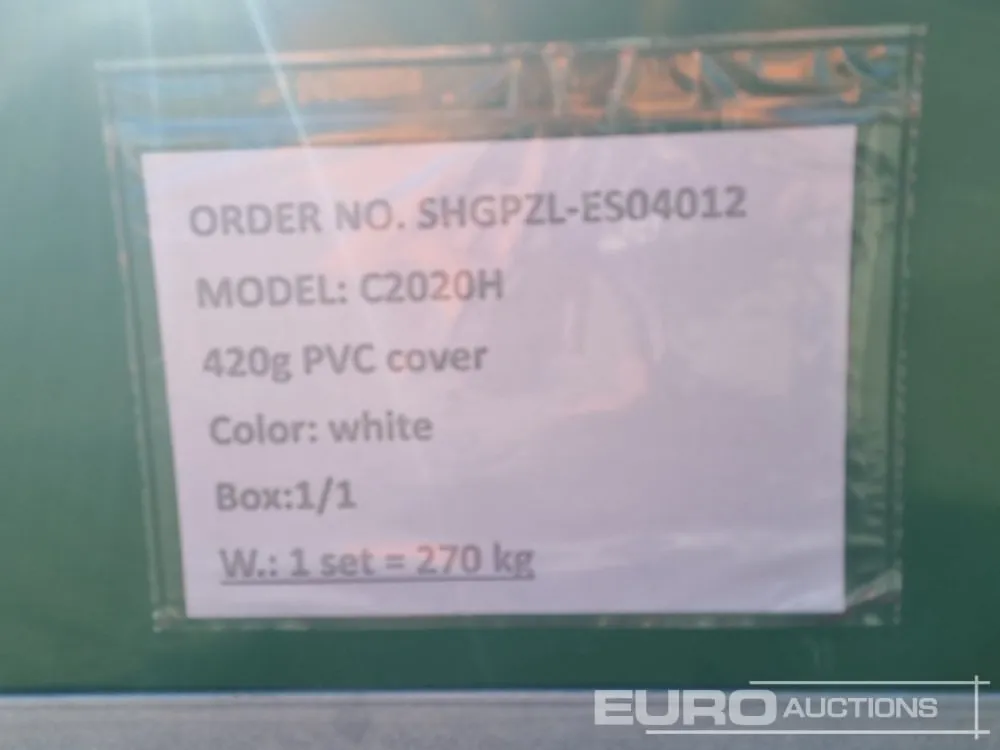 ORDER NO. SHGPZL-ES04012
MODEL: C2020H
420g PVC cover
Color: white
Box:1/1
W.: 1 set = 270 kg
EURO AUCTIONS